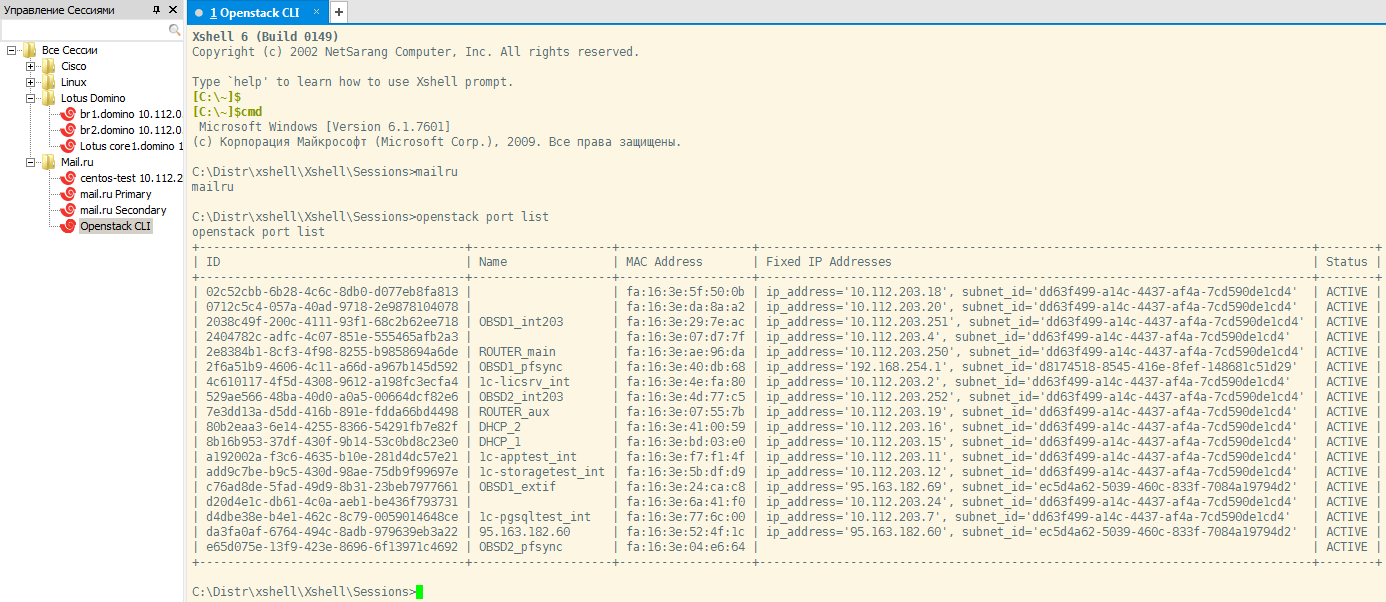 Управление Сессиями
Все Сессии
Cisco
Linux
Lotus Domino
br1.domino 10.112.0
br2.domino 10.112.0
Lotus core1.domino 1
Mail.ru
centos-test 10.112.2
mail.ru Primary
mail.ru Secondary
Openstack CLI
1 Openstack CLI × +
Xshell 6 (Build 0149)
Copyright (c) 2002 NetSarang Computer, Inc. All rights reserved.
Type `help' to learn how to use Xshell prompt.
[C:\~]$
[C:\~]$cmd
Microsoft Windows [Version 6.1.7601]
(c) Корпорация Майкрософт (Microsoft Corp.), 2009. Все права защищены.
C:\Distr\xshell\Xshell\Sessions>mailru
mailru
C:\Distr\xshell\Xshell\Sessions>openstack port list
openstack port list
| ID | Name | MAC Address | Fixed IP Addresses | Status |
| 02c52cbb-6b28-4c6c-8db0-d077eb8fa813 | | fa:16:3e:5f:50:0b | ip_address='10.112.203.18', subnet_id='dd63f499-a14c-4437-af4a-7cd590de1cd4' | ACTIVE |
| 0712c5c4-057a-40ad-9718-2e9878104078 | | fa:16:3e:da:8a:a2 | ip_address='10.112.203.20', subnet_id='dd63f499-a14c-4437-af4a-7cd590de1cd4' | ACTIVE |
| 2038c49f-200c-4111-93f1-68c2b62ee718 | OBSD1_int203 | fa:16:3e:29:7e:ac | ip_address='10.112.203.251', subnet_id='dd63f499-a14c-4437-af4a-7cd590de1cd4' | ACTIVE |
| 2404782c-adfc-4c07-851e-555465afb2a3 | | fa:16:3e:07:d7:7f | ip_address='10.112.203.4', subnet_id='dd63f499-a14c-4437-af4a-7cd590de1cd4' | ACTIVE |
| 2e8384b1-8cf3-4f98-8255-b9858694a6de | ROUTER_main | fa:16:3e:ae:96:da | ip_address='10.112.203.250', subnet_id='dd63f499-a14c-4437-af4a-7cd590de1cd4' | ACTIVE |
| 2f6a51b9-4606-4c11-a66d-a967b145d592 | OBSD1_pfsync | fa:16:3e:40:db:68 | ip_address='192.168.254.1', subnet_id='d8174518-8545-416e-8fef-148681c51d29' | ACTIVE |
| 4c610117-4f5d-4308-9612-a198fc3ecfa4 | 1c-licsrv_int | fa:16:3e:4e:fa:80 | ip_address='10.112.203.2', subnet_id='dd63f499-a14c-4437-af4a-7cd590de1cd4' | ACTIVE |
| 529ae566-48ba-40d0-a0a5-00664dcf82e6 | OBSD2_int203 | fa:16:3e:4d:77:c5 | ip_address='10.112.203.252', subnet_id='dd63f499-a14c-4437-af4a-7cd590de1cd4' | ACTIVE |
| 7e3dd13a-d5dd-416b-891e-fdda66bd4498 | ROUTER_aux | fa:16:3e:07:55:7b | ip_address='10.112.203.19', subnet_id='dd63f499-a14c-4437-af4a-7cd590de1cd4' | ACTIVE |
| 80b2eaa3-6e14-4255-8366-54291fb7e82f | DHCP_2 | fa:16:3e:41:00:59 | ip_address='10.112.203.16', subnet_id='dd63f499-a14c-4437-af4a-7cd590de1cd4' | ACTIVE |
| 8b16b953-37df-430f-9b14-53c0bd8c23e0 | DHCP_1 | fa:16:3e:bd:03:e0 | ip_address='10.112.203.15', subnet_id='dd63f499-a14c-4437-af4a-7cd590de1cd4' | ACTIVE |
| a192002a-f3c6-4635-b10e-281d4dc57e21 | 1c-apptest_int | fa:16:3e:f7:f1:4f | ip_address='10.112.203.11', subnet_id='dd63f499-a14c-4437-af4a-7cd590de1cd4' | ACTIVE |
| add9c7be-b9c5-430d-98ae-75db9f99697e | 1c-storagetest_int | fa:16:3e:5b:df:d9 | ip_address='10.112.203.12', subnet_id='dd63f499-a14c-4437-af4a-7cd590de1cd4' | ACTIVE |
| c76ad8de-5fad-49d9-8b31-23beb7977661 | OBSD1_extif | fa:16:3e:24:ca:c8 | ip_address='95.163.182.69', subnet_id='ec5d4a62-5039-460c-833f-7084a19794d2' | ACTIVE |
| d20d4e1c-db61-4c0a-aeb1-be436f793731 | | fa:16:3e:6a:41:f0 | ip_address='10.112.203.24', subnet_id='dd63f499-a14c-4437-af4a-7cd590de1cd4' | ACTIVE |
| d4dbe38e-b4e1-462c-8c79-0059014648ce | 1c-pgsqltest_int | fa:16:3e:77:6c:00 | ip_address='10.112.203.7', subnet_id='dd63f499-a14c-4437-af4a-7cd590de1cd4' | ACTIVE |
| da3fa0af-6764-494c-8adb-979639eb3a22 | 95.163.182.60 | fa:16:3e:52:4f:1c | ip_address='95.163.182.60', subnet_id='ec5d4a62-5039-460c-833f-7084a19794d2' | ACTIVE |
| e65d075e-13f9-423e-8696-6f13971c4692 | OBSD2_pfsync | fa:16:3e:04:e6:64 | | ACTIVE |
C:\Distr\xshell\Xshell\Sessions>